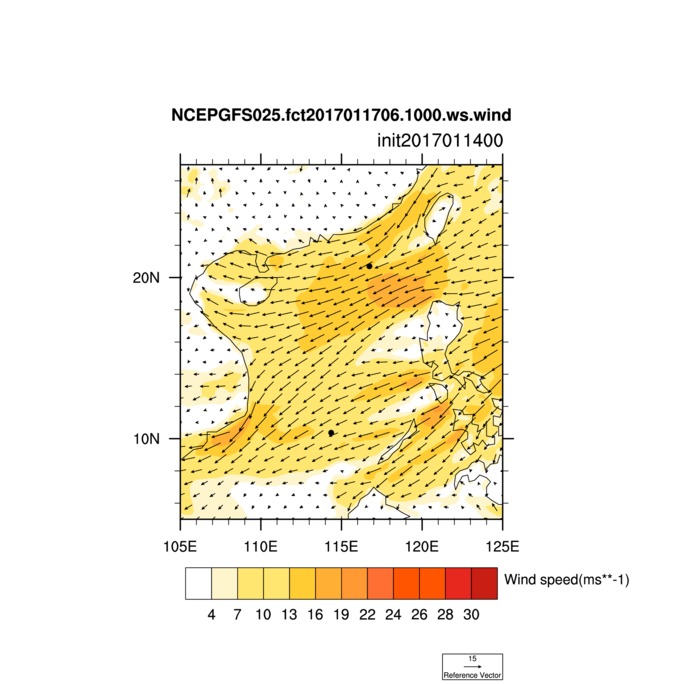 NCEPGFS025.fct2017011706.1000.ws.wind
init2017011400
20N
10N
105E 110E 115E 120E 125E
Wind speed(ms**-1)
4 7 10 13 16 19 22 24 26 28 30
15
Reference Vector